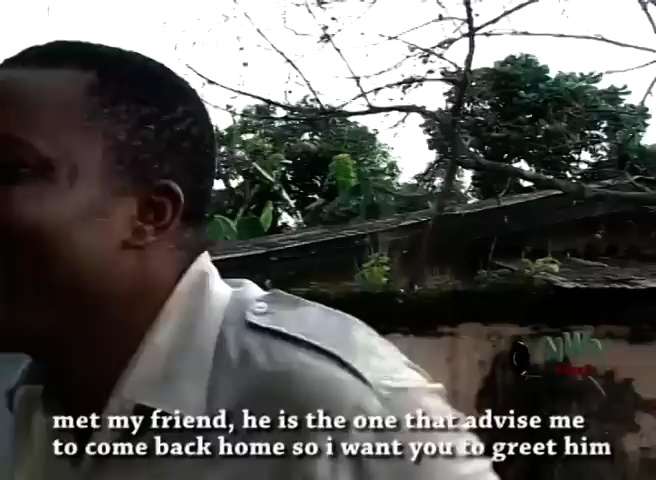 met my friend, he is the one that advise me
to come back home so i want you to greet him